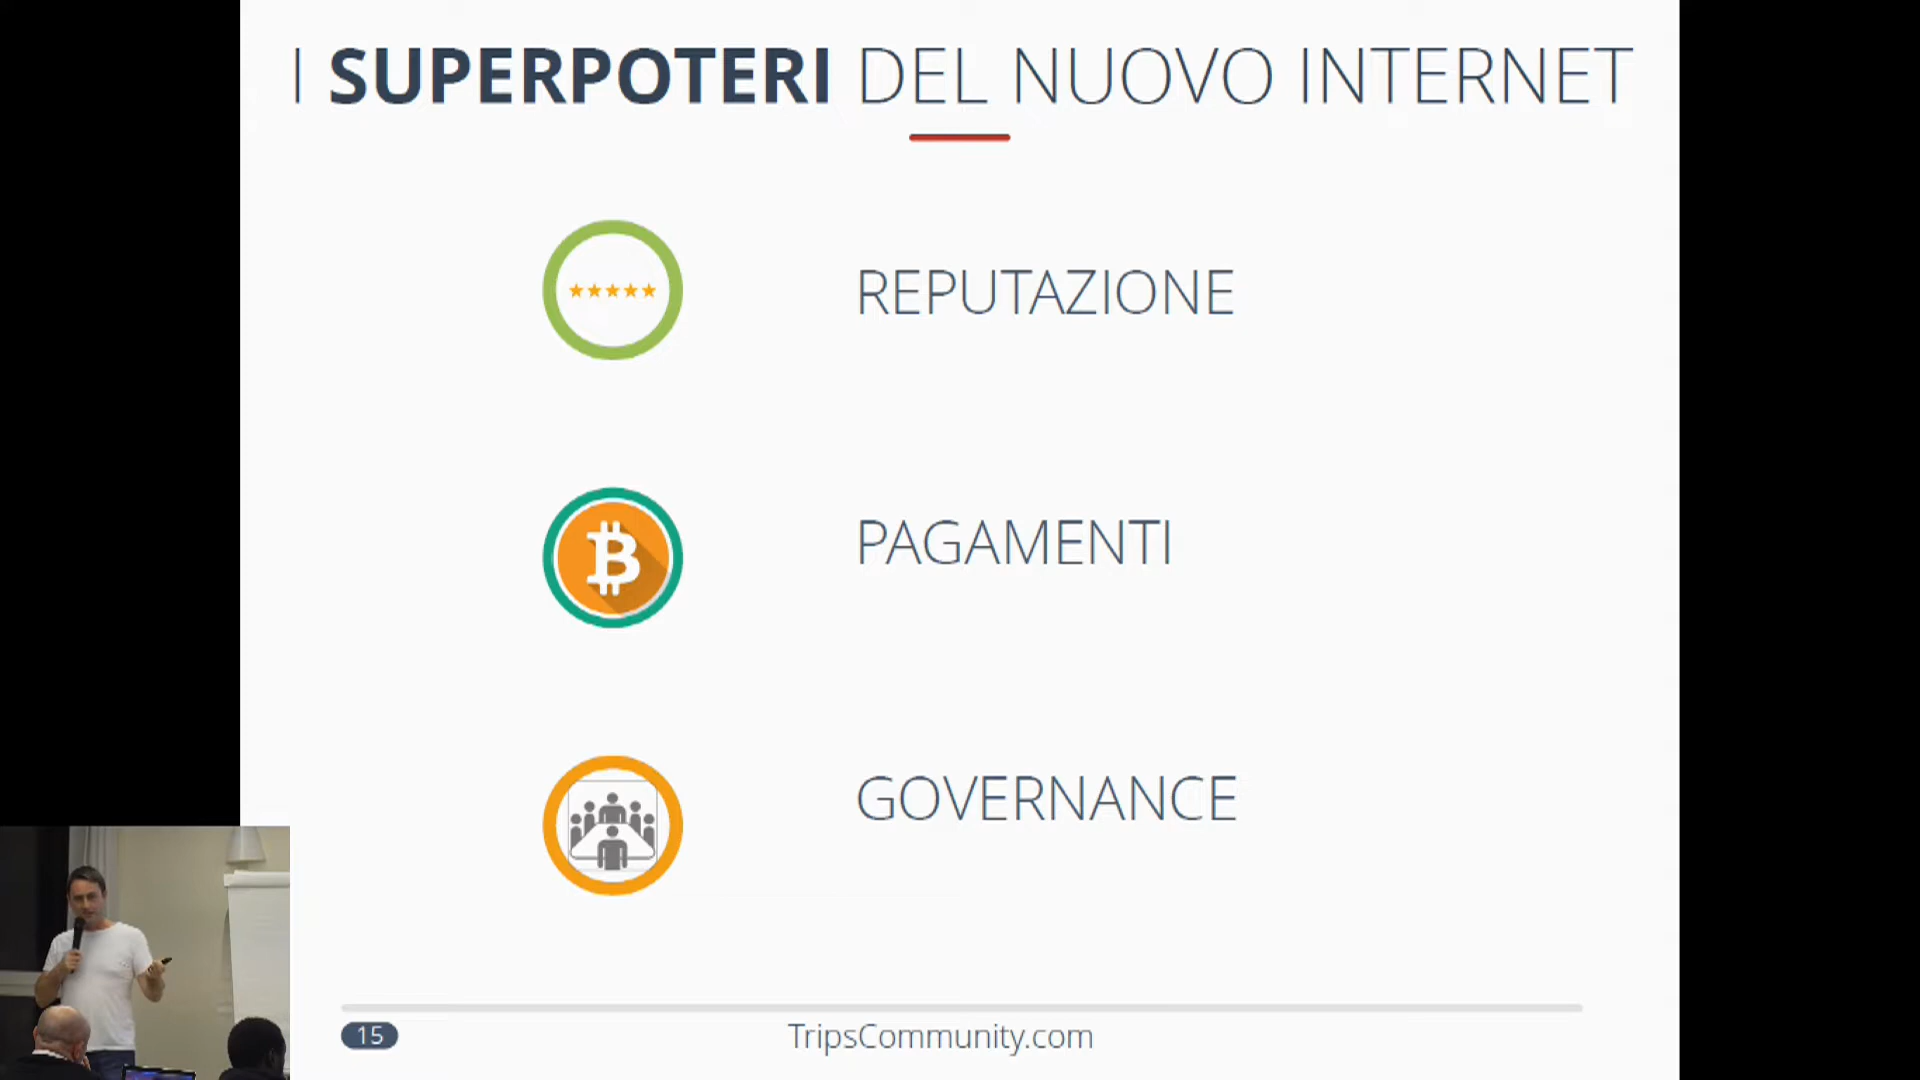 I SUPERPOTERI DEL NUOVO INTERNET
REPUTAZIONE
PAGAMENTI
GOVERNANCE
15
TripsCommunity.com